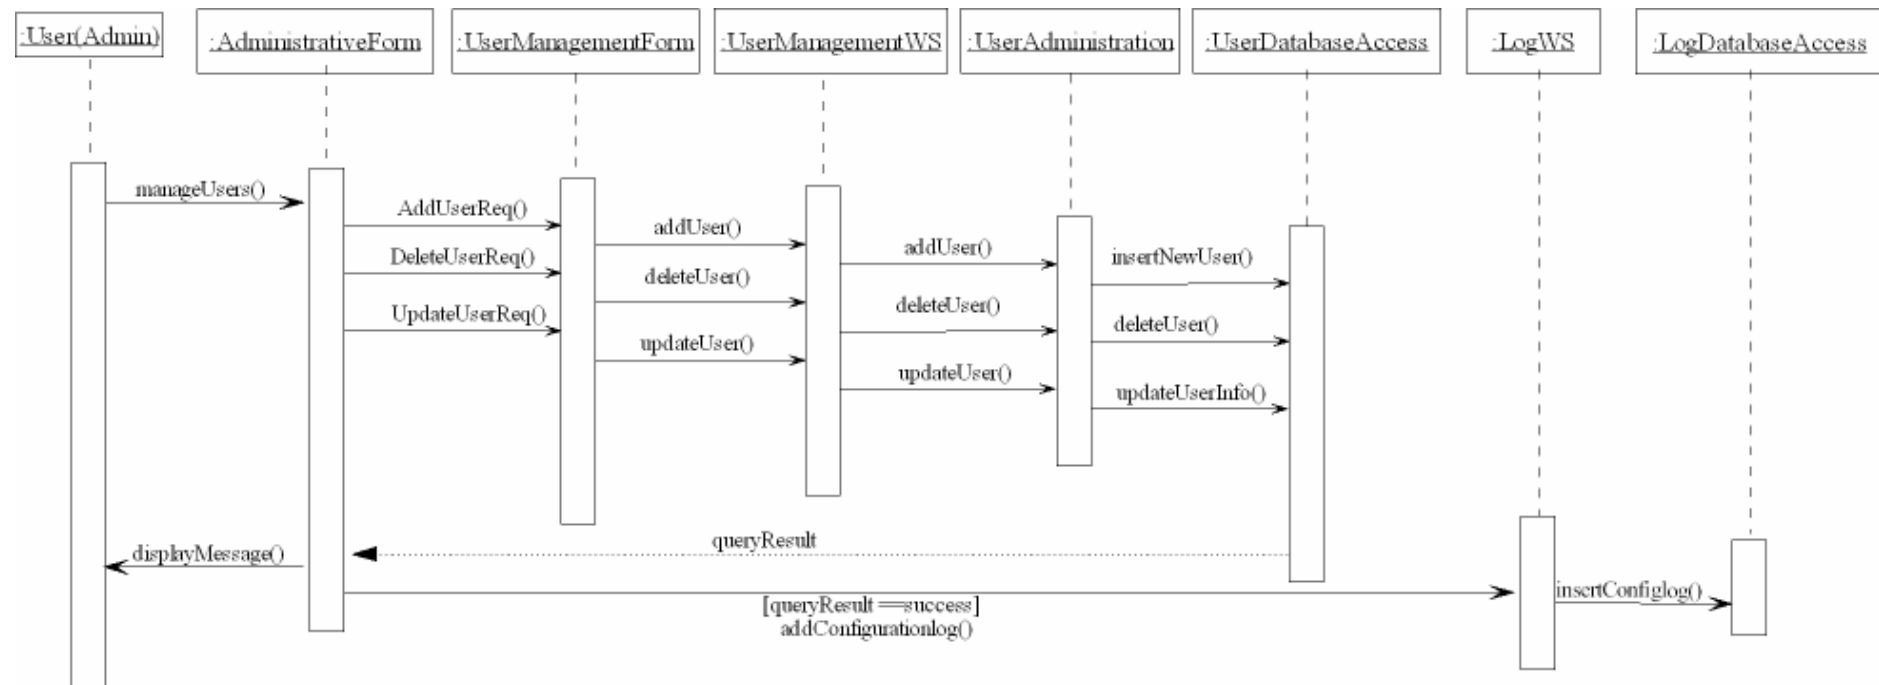 :User(Admin)
:AdministrativeForm
:UserManagementForm
:UserManagementWS
:UserAdministration
:UserDatabaseAccess
:LogWS
:LogDatabaseAccess
manageUsers()
AddUserReq()
addUser()
addUser()
insertNewUser()
DeleteUserReq()
deleteUser()
deleteUser()
deleteUser()
UpdateUserReq()
updateUser()
updateUser()
updateUserInfo()
queryResult
displayMessage()
[queryResult ==success]
addConfigurationlog()
insertConfiglog()